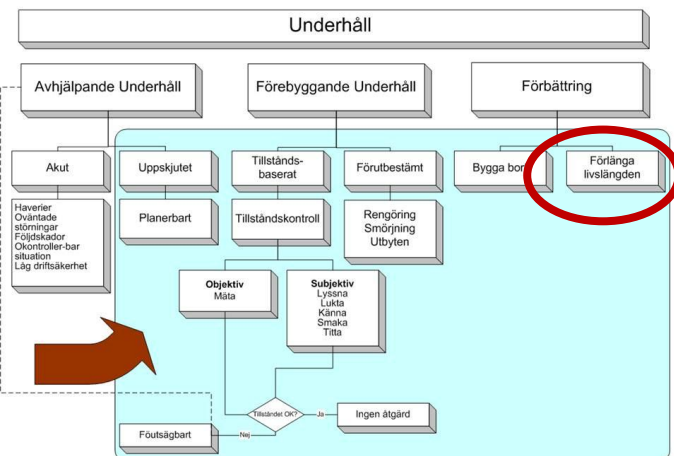 Underhåll
Avhjälpande Underhåll
Förebyggande Underhåll
Förbättring
Akut
Uppskjutet
Tillstånds-
baserat
Förutbestämt
Bygga bort
Förlänga
livslängden
Haverier
Oväntade
störningar
Följdskador
Okontroller-bar
situation
Låg driftsäkerhet
Planerbart
Tillståndskontroll
Rengöring
Smörjning
Utbyten
Objektiv
Mäta
Subjektiv
Lyssna
Lukta
Känna
Smaka
Titta
Tillståndet OK?
Ja
Ingen åtgärd
Nej
Föutsägbart